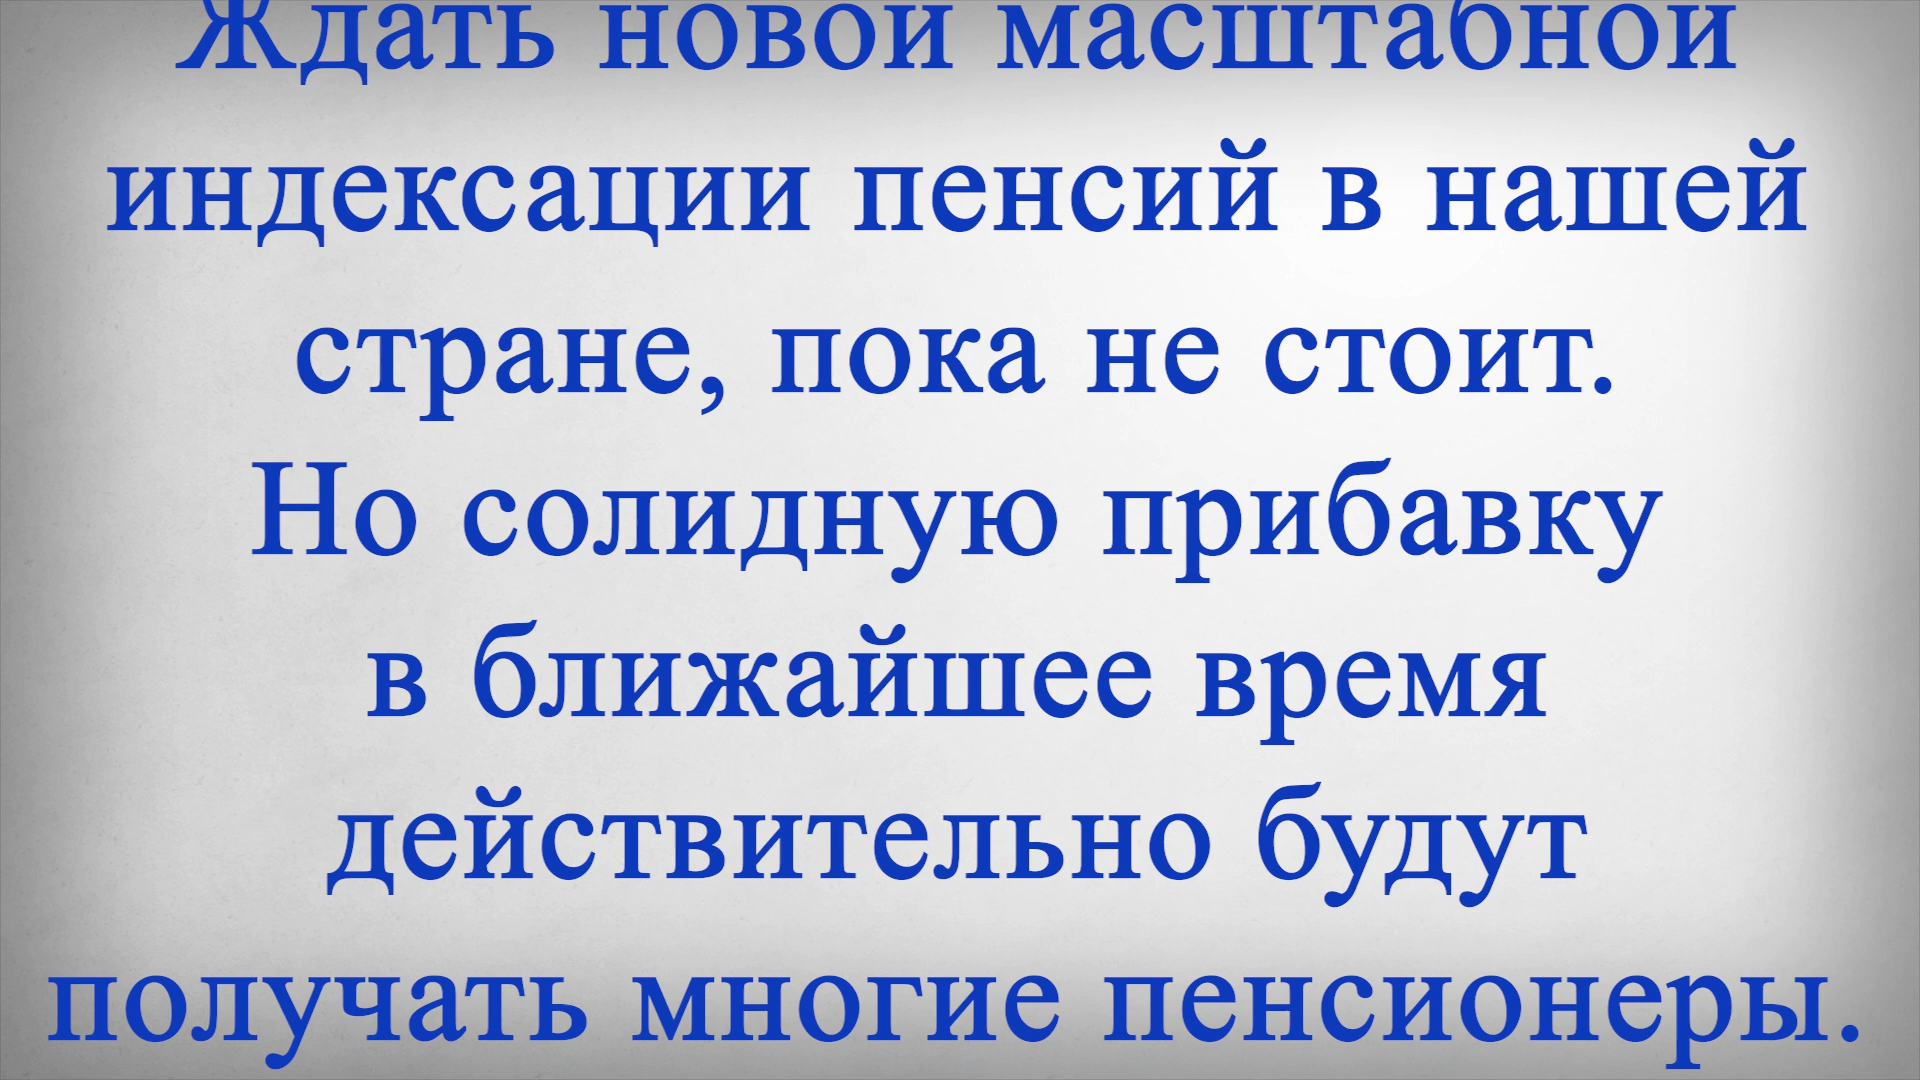 Ждать новой масштабной
индексации пенсий в нашей
стране, пока не стоит.
Но солидную прибавку
в ближайшее время
действительно будут
получать многие пенсионеры.